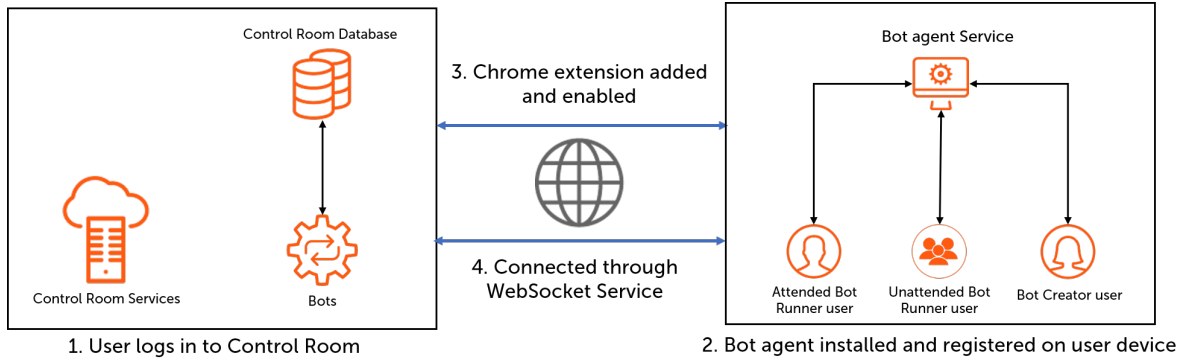 Control Room Database
Control Room Services
Bots
1. User logs in to Control Room
3. Chrome extension added
and enabled
4. Connected through
WebSocket Service
Bot agent Service
Attended Bot
Runner user
Unattended Bot
Runner user
Bot Creator user
2. Bot agent installed and registered on user device